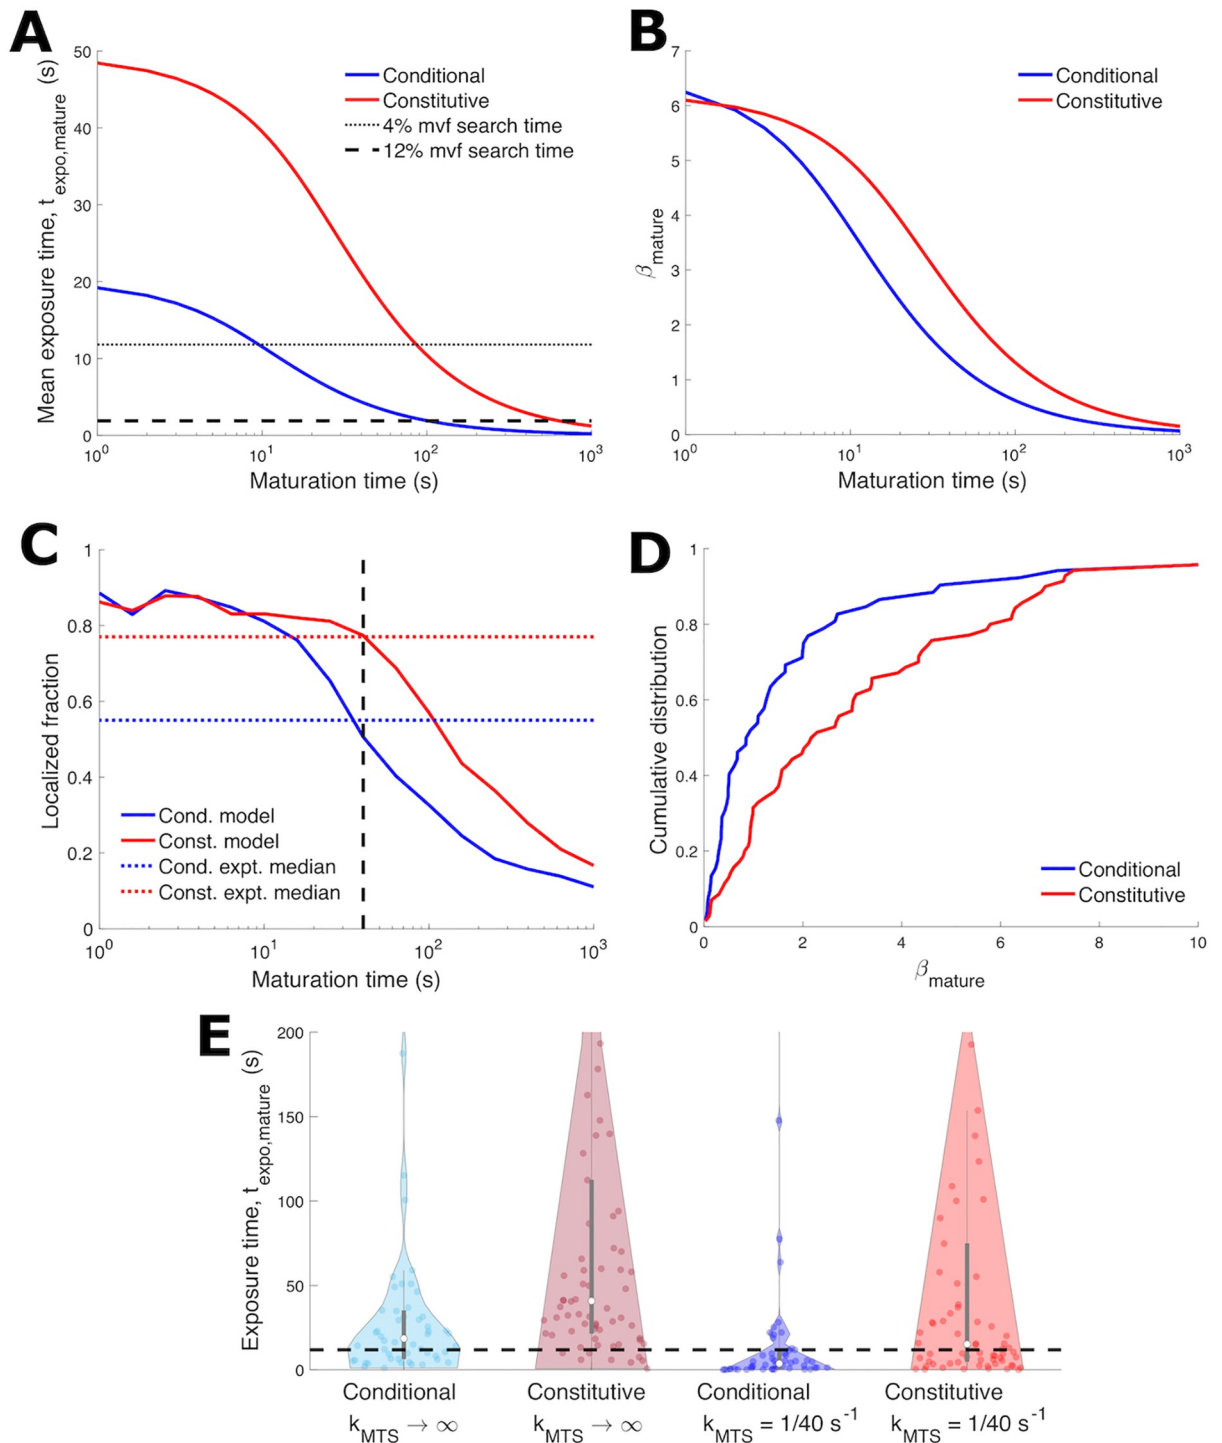 A
Mean exposure time, t_expo,mature (s)
50
40
30
20
10
0
Conditional
Constitutive
4% mvf search time
12% mvf search time
10^0
10^1
10^2
10^3
Maturation time (s)
B
β_mature
7
6
5
4
3
2
1
0
Conditional
Constitutive
10^0
10^1
10^2
10^3
Maturation time (s)
C
Localized fraction
1
0.8
0.6
0.4
0.2
0
Cond. model
Const. model
Cond. expt. median
Const. expt. median
10^0
10^1
10^2
10^3
Maturation time (s)
D
Cumulative distribution
1
0.8
0.6
0.4
0.2
0
Conditional
Constitutive
0
2
4
6
8
10
β_mature
E
Exposure time, t_expo,mature (s)
200
150
100
50
0
Conditional
k_MTS → ∞
Constitutive
k_MTS → ∞
Conditional
k_MTS = 1/40 s^-1
Constitutive
k_MTS = 1/40 s^-1